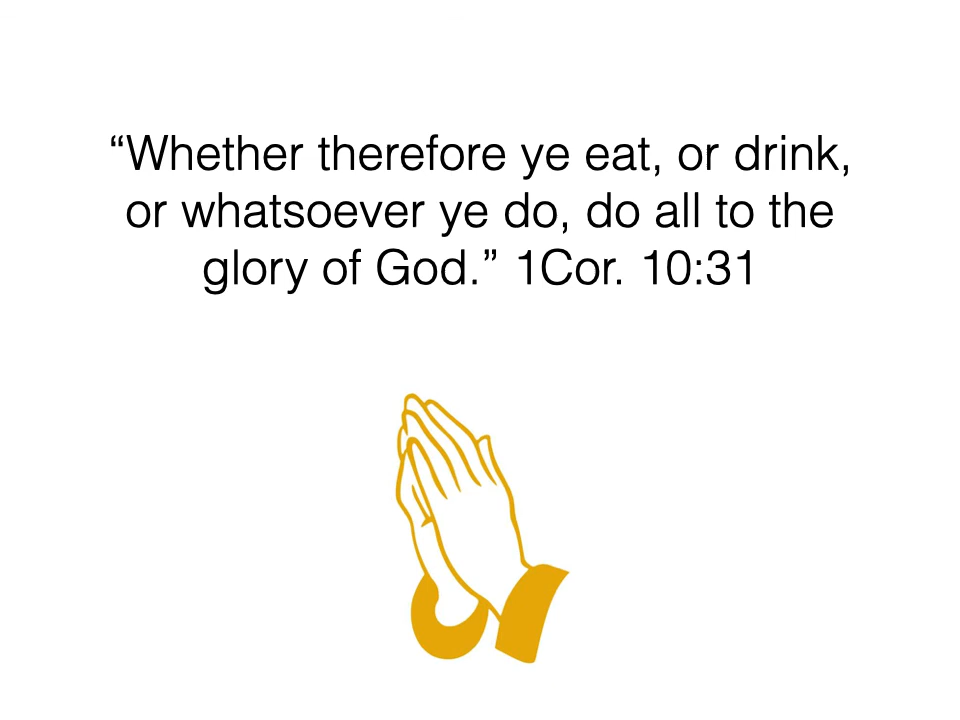 “Whether therefore ye eat, or drink,
or whatsoever ye do, do all to the
glory of God.” 1Cor. 10:31